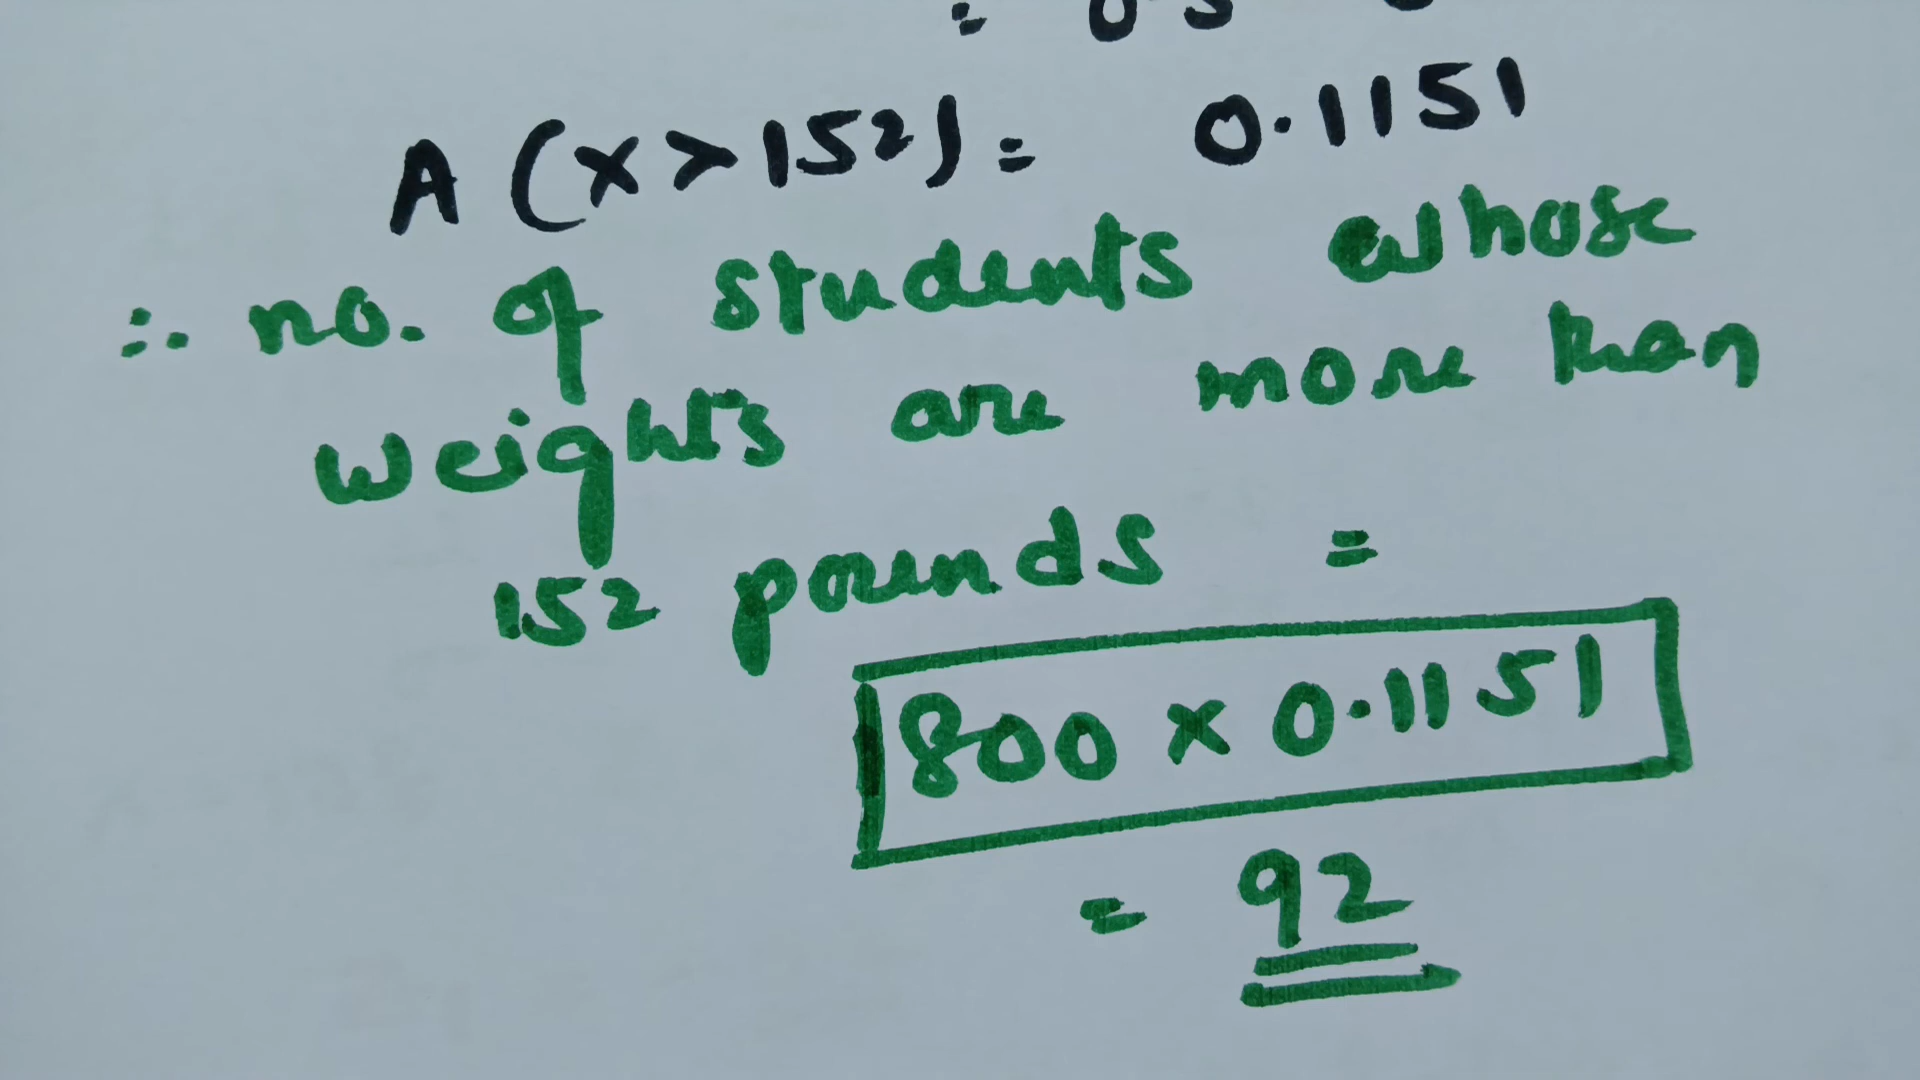 A (x > 152) = 0.1151
∴ no. of students whose
weights are more than
152 pounds =
800 × 0.1151
= 92